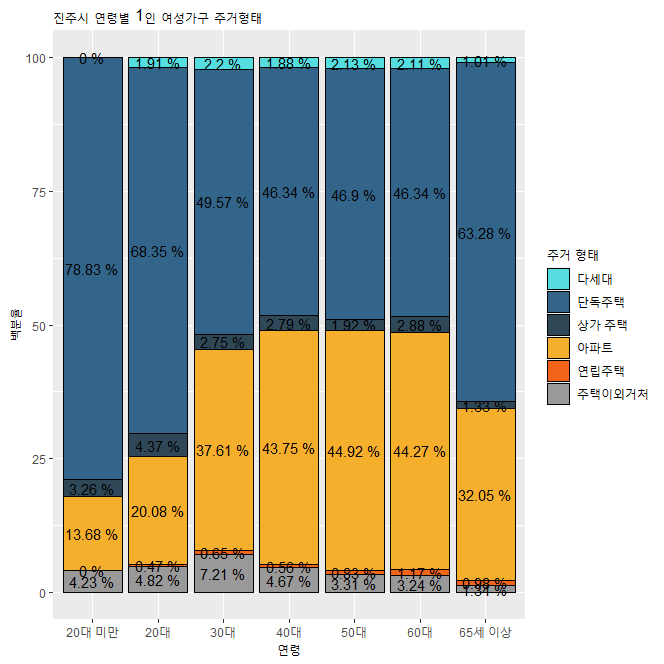 진주시 연령별 1인 여성가구 주거형태
백분율
100
75
50
25
0
0 %
78.83 %
3.26 %
13.68 %
0 %
4.23 %
1.91 %
68.35 %
4.37 %
20.08 %
0.47 %
4.82 %
2.2 %
49.57 %
2.75 %
37.61 %
0.65 %
7.21 %
1.88 %
46.34 %
2.79 %
43.75 %
0.56 %
4.67 %
2.13 %
46.9 %
1.92 %
44.92 %
0.83 %
3.31 %
2.11 %
46.34 %
2.88 %
44.27 %
1.17 %
3.24 %
1.01 %
63.28 %
1.33 %
32.05 %
0.98 %
1.34 %
20대 미만
20대
30대
40대
50대
60대
65세 이상
연령
주거 형태
다세대
단독주택
상가 주택
아파트
연립주택
주택이외거처